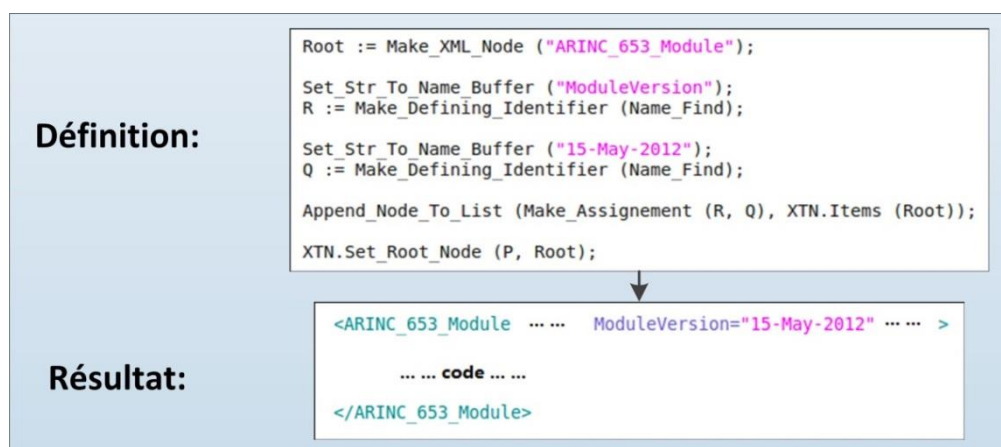 Définition:
Root := Make_XML_Node ("ARINC_653_Module");
Set_Str_To_Name_Buffer ("ModuleVersion");
R := Make_Defining_Identifier (Name_Find);
Set_Str_To_Name_Buffer ("15-May-2012");
Q := Make_Defining_Identifier (Name_Find);
Append_Node_To_List (Make_Assignement (R, Q), XTN.Items (Root));
XTN.Set_Root_Node (P, Root);
Résultat:
<ARINC_653_Module ... ... ModuleVersion="15-May-2012" ... ... >
... ... code ... ...
</ARINC_653_Module>